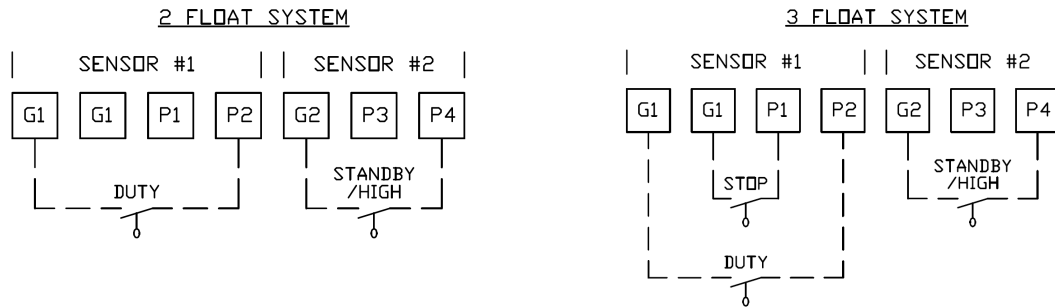 2 FLOAT SYSTEM
SENSOR #1 SENSOR #2
G1 G1 P1 P2 G2 P3 P4
DUTY
STANDBY
/HIGH
3 FLOAT SYSTEM
SENSOR #1 SENSOR #2
G1 G1 P1 P2 G2 P3 P4
STOP
STANDBY
/HIGH
DUTY